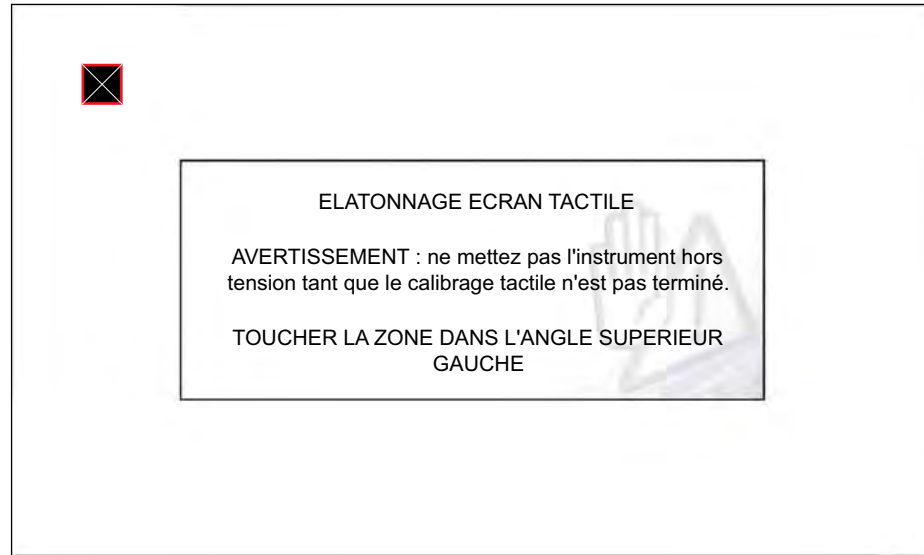 ELATONNAGE ECRAN TACTILE
AVERTISSEMENT : ne mettez pas l'instrument hors
tension tant que le calibrage tactile n'est pas terminé.
TOUCHER LA ZONE DANS L'ANGLE SUPERIEUR
GAUCHE